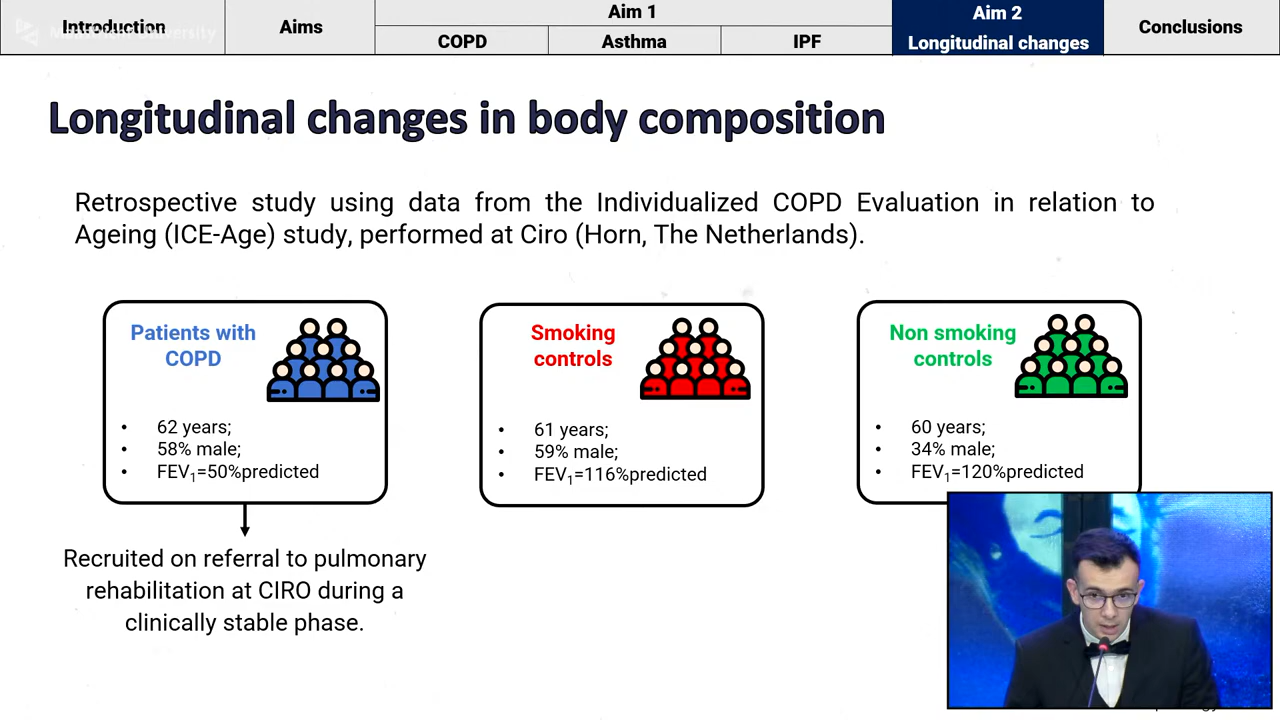 Introduction
Aims
Aim 1
COPD
Asthma
IPF
Aim 2
Longitudinal changes
Conclusions
Longitudinal changes in body composition
Retrospective study using data from the Individualized COPD Evaluation in relation to
Ageing (ICE-Age) study, performed at Ciro (Horn, The Netherlands).
Patients with
COPD
• 62 years;
• 58% male;
• FEV1=50%predicted
Smoking
controls
• 61 years;
• 59% male;
• FEV1=116%predicted
Non smoking
controls
• 60 years;
• 34% male;
• FEV1=120%predicted
Recruited on referral to pulmonary
rehabilitation at CIRO during a
clinically stable phase.